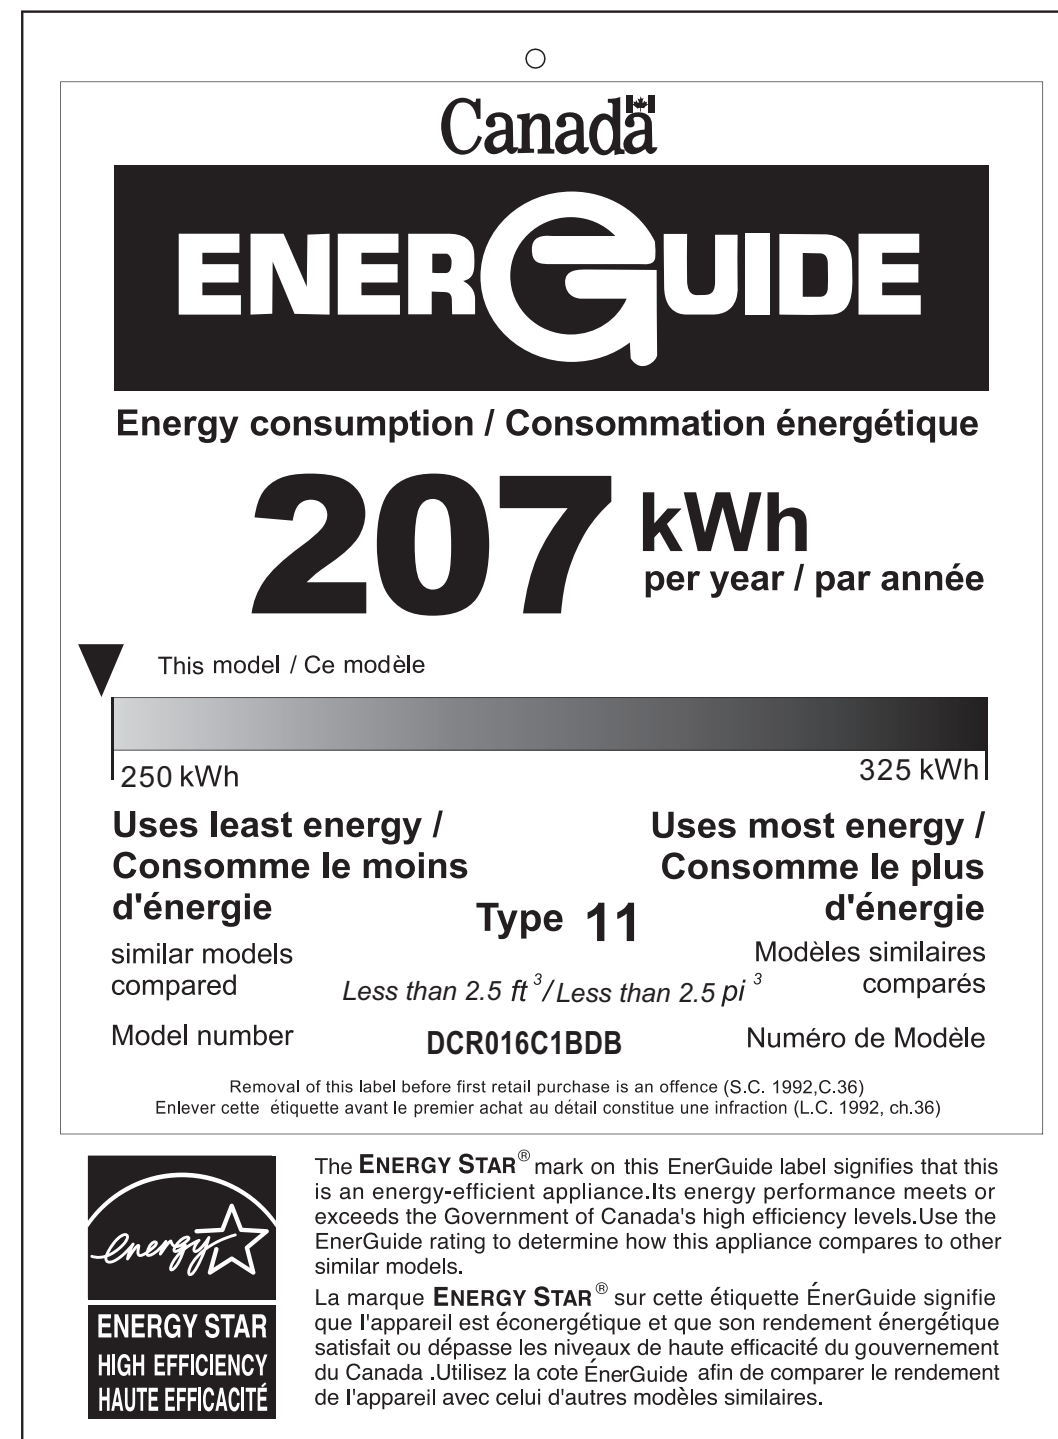 Canada
ENERGUIDE
Energy consumption / Consommation énergétique
207 kWh
per year / par année
This model / Ce modèle
250 kWh
325 kWh
Uses least energy /
Consomme le moins
d'énergie
similar models
compared
Uses most energy /
Consomme le plus
d'énergie
Modèles similaires
comparés
Type 11
Less than 2.5 ft³/Less than 2.5 pi³
Model number
DCR016C1BDB
Numéro de Modèle
Removal of this label before first retail purchase is an offence (S.C. 1992,C.36)
Enlever cette étiquette avant le premier achat au détail constitue une infraction (L.C. 1992, ch.36)
energy
ENERGY STAR
HIGH EFFICIENCY
HAUTE EFFICACITÉ
The ENERGY STAR® mark on this EnerGuide label signifies that this
is an energy-efficient appliance.Its energy performance meets or
exceeds the Government of Canada's high efficiency levels.Use the
EnerGuide rating to determine how this appliance compares to other
similar models.
La marque ENERGY STAR® sur cette étiquette ÉnerGuide signifie
que l'appareil est éconergétique et que son rendement énergétique
satisfait ou dépasse les niveaux de haute efficacité du gouvernement
du Canada .Utilisez la cote ÉnerGuide afin de comparer le rendement
de l'appareil avec celui d'autres modèles similaires.